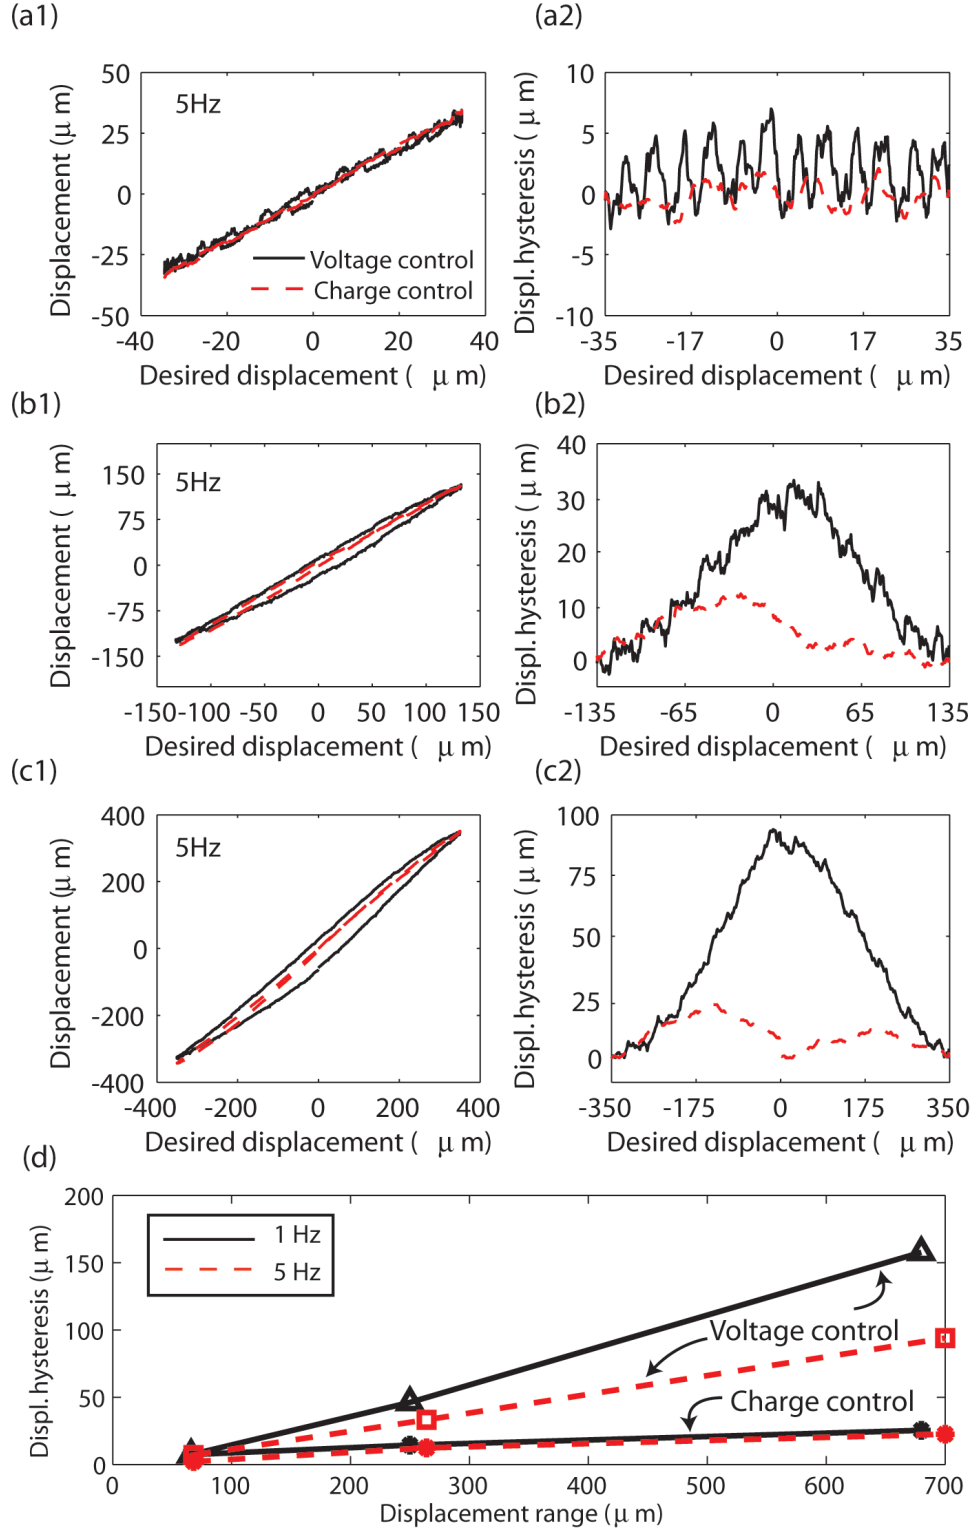 (a1)
(a2)
Displacement (μ m)
50
25
0
-25
-50
5Hz
Voltage control
Charge control
-40 -20 0 20 40
Desired displacement ( μ m)
Displ. hysteresis ( μ m)
10
5
0
-5
-10
-35 -17 0 17 35
Desired displacement ( μ m)
(b1)
(b2)
Displacement ( μ m)
150
75
0
-75
-150
5Hz
-150 -100 -50 0 50 100 150
Desired displacement ( μ m)
Displ. hysteresis ( μ m)
40
30
20
10
0
-135 -65 0 65 135
Desired displacement ( μ m)
(c1)
(c2)
Displacement (μ m)
400
200
0
-200
-400
5Hz
-400 -200 0 200 400
Desired displacement ( μ m)
Displ. hysteresis ( μ m)
100
75
50
25
0
-350 -175 0 175 350
Desired displacement ( μ m)
(d)
Displ. hysteresis (μ m)
200
150
100
50
0
1 Hz
5 Hz
Voltage control
Charge control
0 100 200 300 400 500 600 700
Displacement range (μ m)